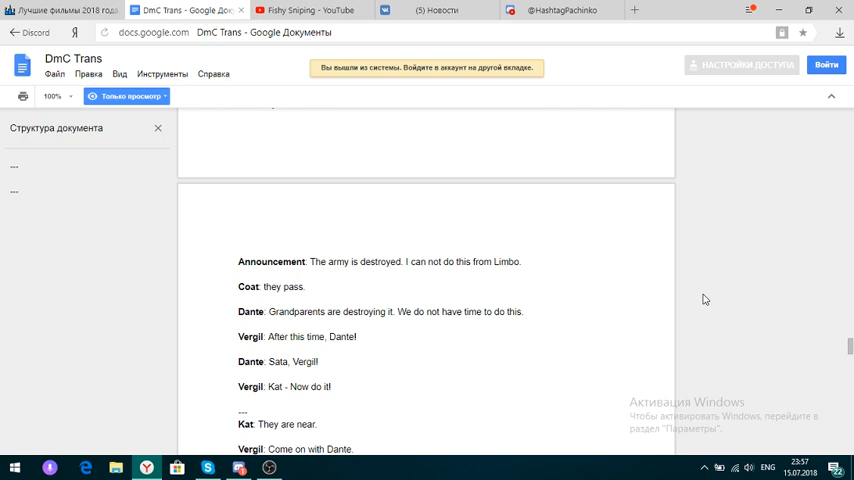 Лучшие фильмы 2018 года
DmC Trans - Google Док
Fishy Sniping - YouTube
(5) Новости
@HashtagPachinko
Discord
Я
docs.google.com DmC Trans - Google Документы
DmC Trans
Файл Правка Вид Инструменты Справка
Вы вышли из системы. Войдите в аккаунт на другой вкладке.
НАСТРОЙКИ ДОСТУПА
Войти
100%
Только просмотр
Структура документа
---
---
Announcement: The army is destroyed. I can not do this from Limbo.
Coat: they pass.
Dante: Grandparents are destroying it. We do not have time to do this.
Vergil: After this time, Dante!
Dante: Sata, Vergil!
Vergil: Kat - Now do it!
---
Kat: They are near.
Vergil: Come on with Dante.
Активация Windows
Чтобы активировать Windows, перейдите в
раздел "Параметры".
ENG
23:57
15.07.2018
22